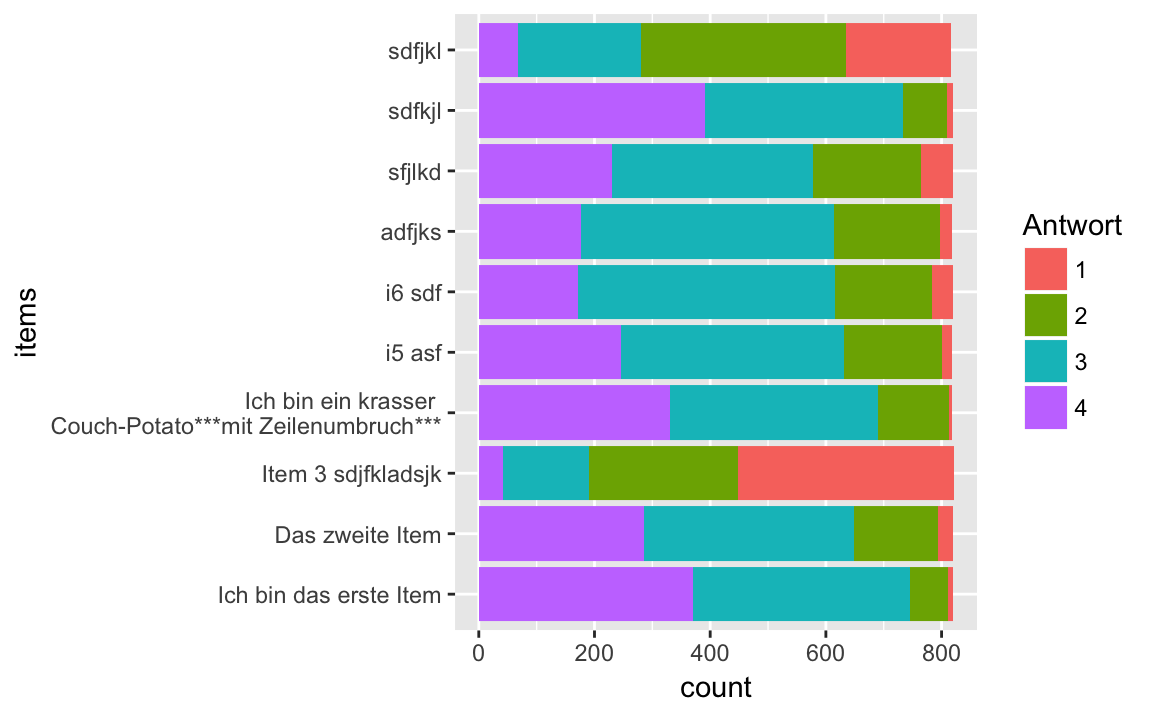 sdfjkl
sdfkjl
sfjlkd
adfjks
i6 sdf
i5 asf
Ich bin ein krasser
Couch-Potato***mit Zeilenumbruch***
Item 3 sdjfkladsjk
Das zweite Item
Ich bin das erste Item
items
0 200 400 600 800
count
Antwort
1
2
3
4